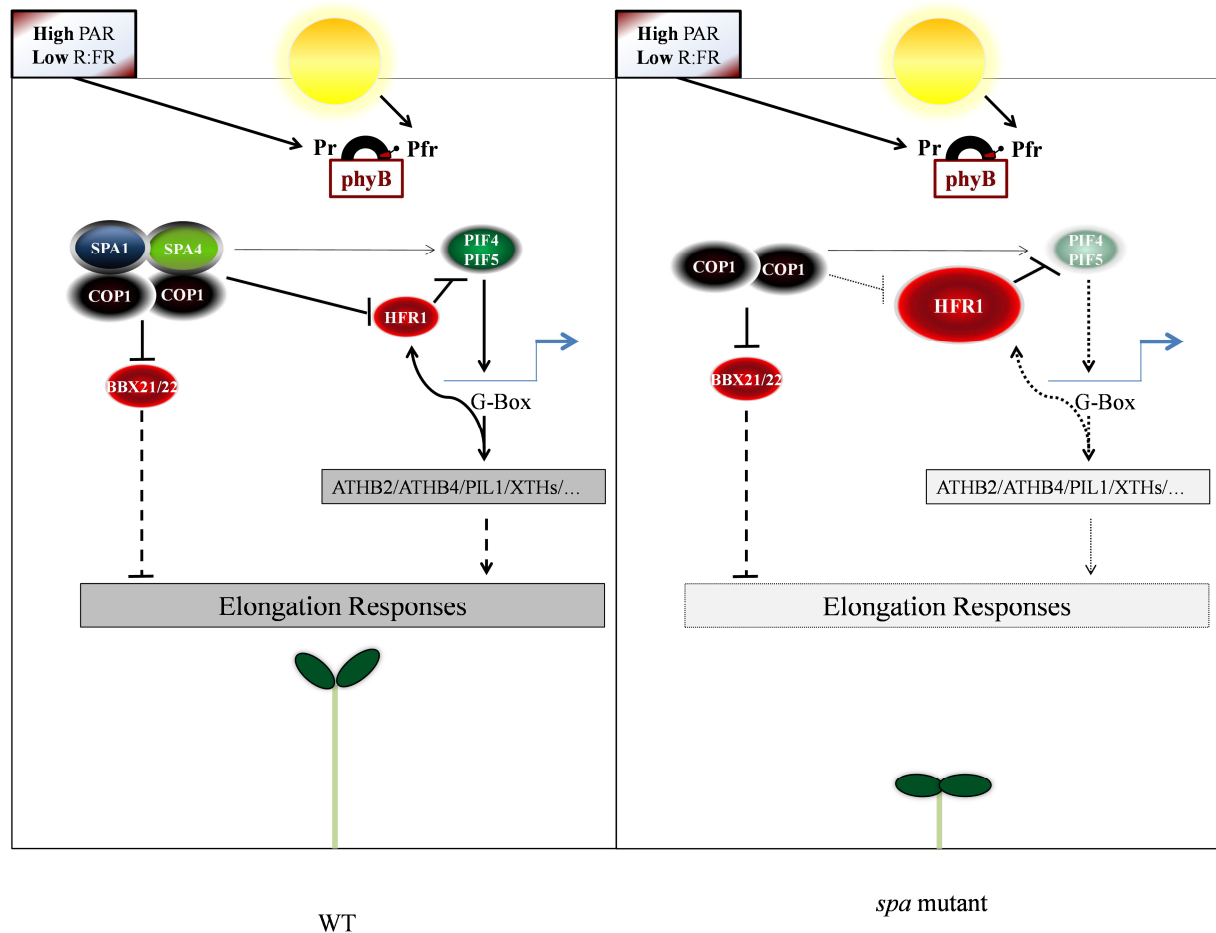 High PAR
Low R:FR
Pr
Pfr
phyB
SPA1
SPA4
COP1
COP1
PIF4
PIF5
HFR1
BBX21/22
G-Box
ATHB2/ATHB4/PIL1/XTHs/...
Elongation Responses
WT
High PAR
Low R:FR
Pr
Pfr
phyB
COP1
COP1
PIF4
PIF5
HFR1
BBX21/22
G-Box
ATHB2/ATHB4/PIL1/XTHs/...
Elongation Responses
spa mutant